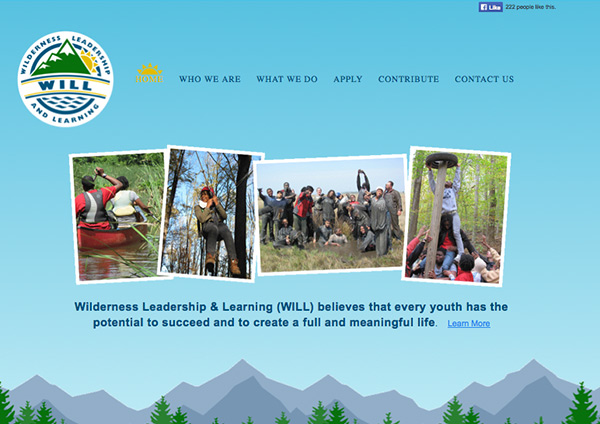 Like 222 people like this.
WILDERNESS LEADERSHIP
WILL
AND LEARNING
HOME WHO WE ARE WHAT WE DO APPLY CONTRIBUTE CONTACT US
Wilderness Leadership & Learning (WILL) believes that every youth has the
potential to succeed and to create a full and meaningful life. Learn More